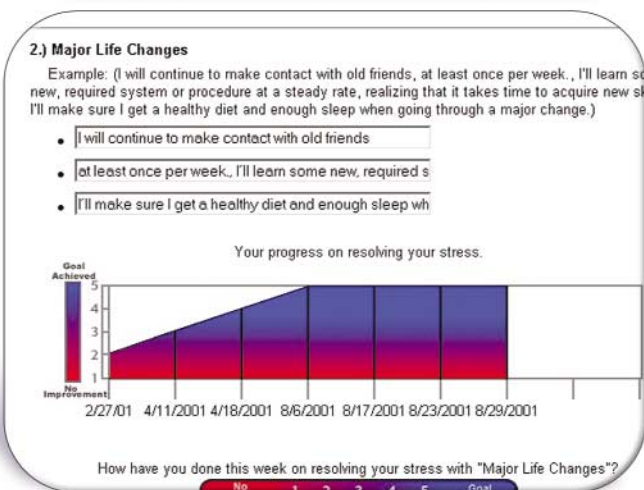 2.) Major Life Changes
Example: (I will continue to make contact with old friends, at least once per week., I'll learn
new, required system or procedure at a steady rate, realizing that it takes time to acquire new
I'll make sure I get a healthy diet and enough sleep when going through a major change.)
I will continue to make contact with old friends
at least once per week., I'll learn some new, required s
I'll make sure I get a healthy diet and enough sleep wh
Your progress on resolving your stress.
Goal
Achieved
5
4
3
2
1
No
Improvement
2/27/01 4/11/2001 4/18/2001 8/6/2001 8/17/2001 8/23/2001 8/29/2001
How have you done this week on resolving your stress with "Major Life Changes"?
No 1 2 3 4 5 Goal